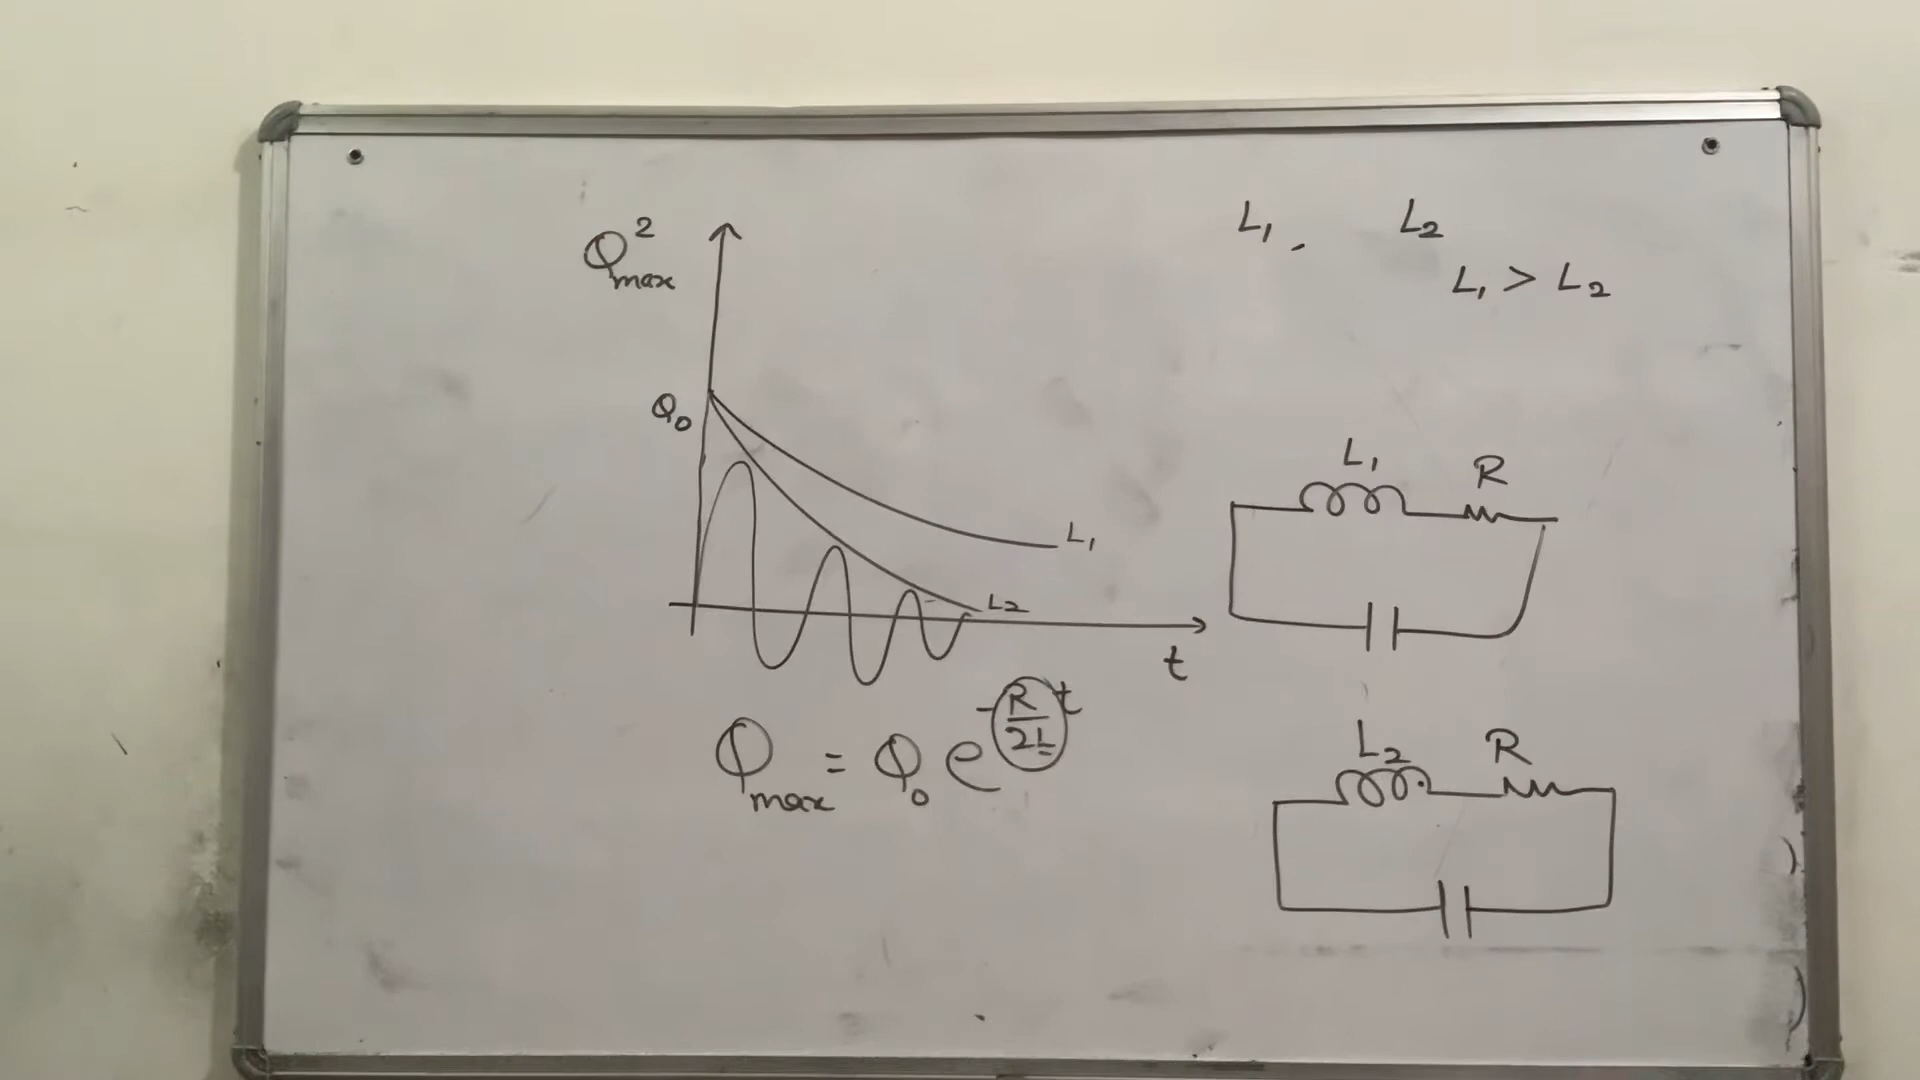 L₁, L₂
L₁ > L₂
Q²max
Q₀
L₁
L₂
t
Qmax = Q₀ e^(-R/2L t)
L₁ R
L₂ R